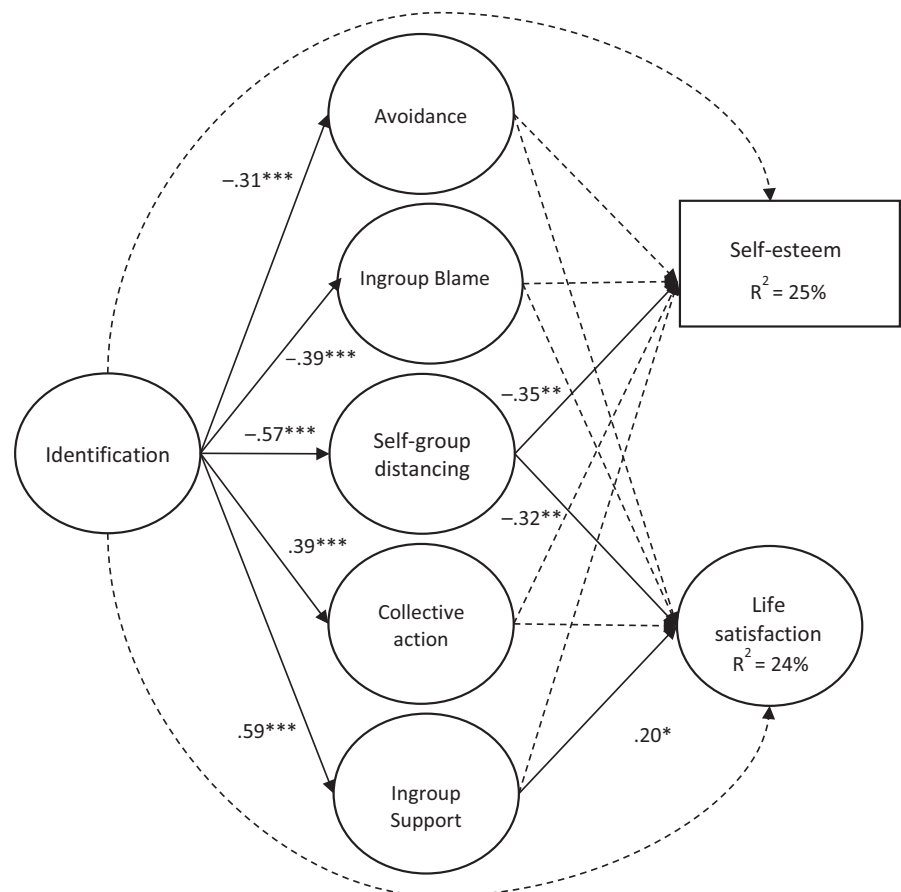 Avoidance
−.31***
Self-esteem
R² = 25%
Ingroup Blame
−.39***
−.35**
−.57***
Identification
Self-group
distancing
−.32**
.39***
Collective
action
Life
satisfaction
R² = 24%
.59***
.20*
Ingroup
Support